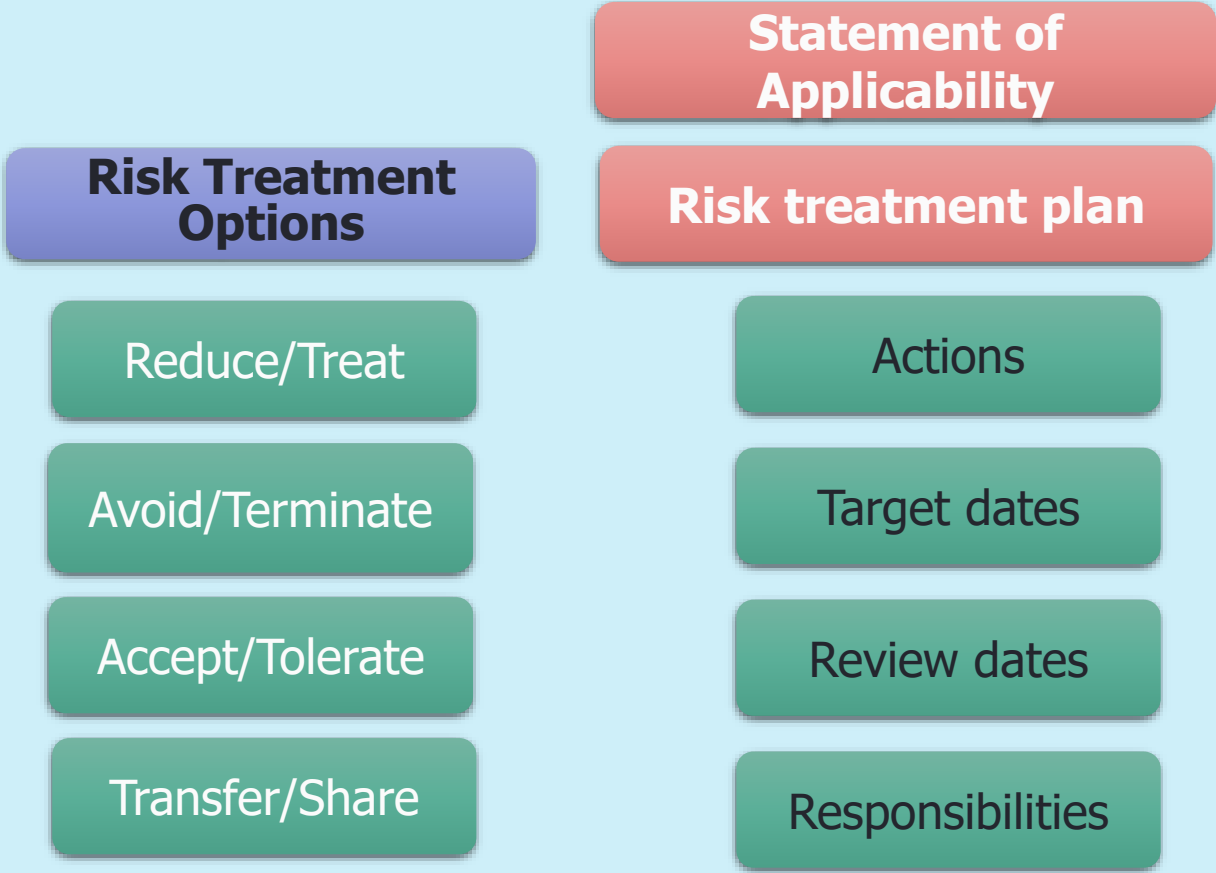 Statement of
Applicability
Risk Treatment
Options
Risk treatment plan
Reduce/Treat
Actions
Avoid/Terminate
Target dates
Accept/Tolerate
Review dates
Transfer/Share
Responsibilities